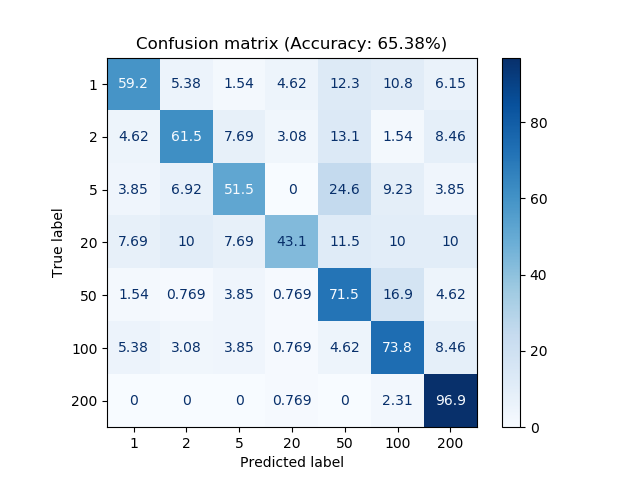 Confusion matrix (Accuracy: 65.38%)
1 59.2 5.38 1.54 4.62 12.3 10.8 6.15
2 4.62 61.5 7.69 3.08 13.1 1.54 8.46
5 3.85 6.92 51.5 0 24.6 9.23 3.85
20 7.69 10 7.69 43.1 11.5 10 10
50 1.54 0.769 3.85 0.769 71.5 16.9 4.62
100 5.38 3.08 3.85 0.769 4.62 73.8 8.46
200 0 0 0 0.769 0 2.31 96.9
1 2 5 20 50 100 200
Predicted label
True label
80
60
40
20
0